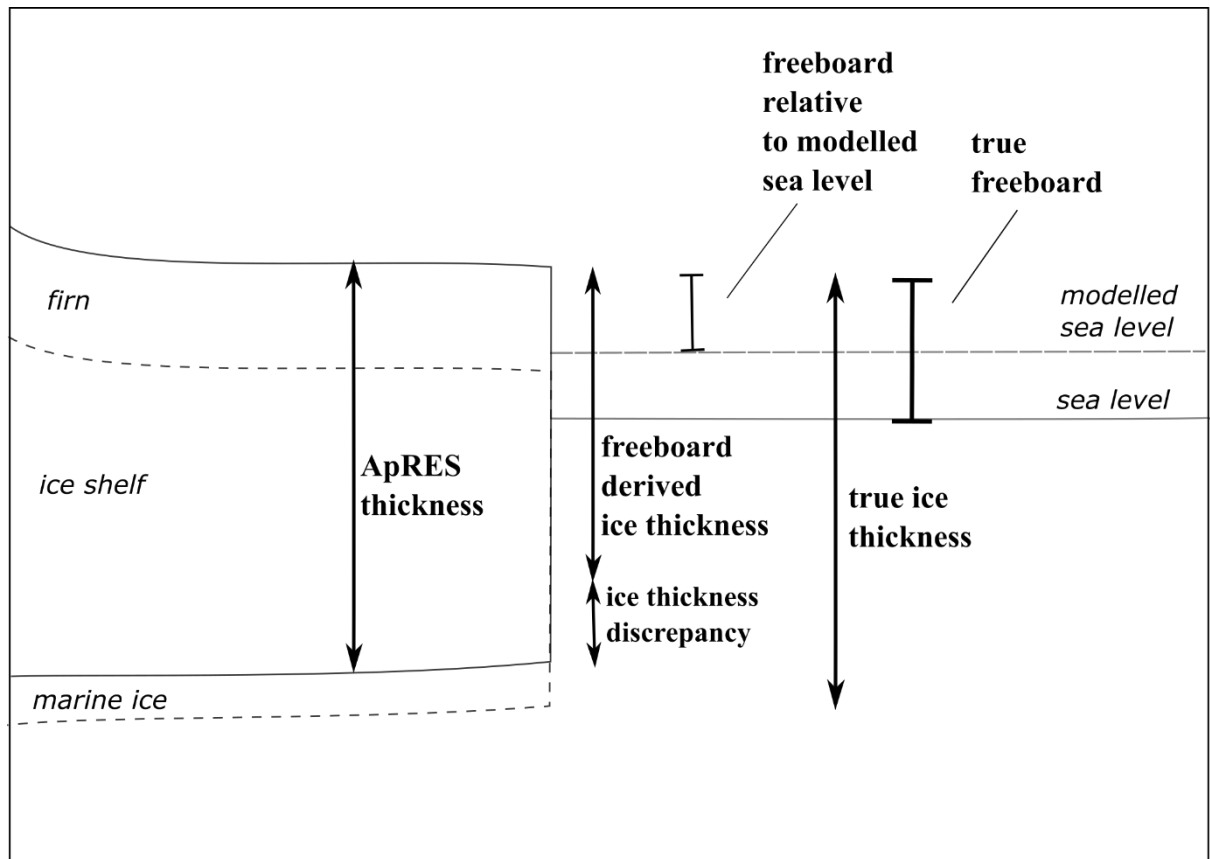 freeboard
relative
to modelled
sea level
true
freeboard
firn
modelled
sea level
sea level
ice shelf
ApRES
thickness
freeboard
derived
ice thickness
true ice
thickness
ice thickness
discrepancy
marine ice